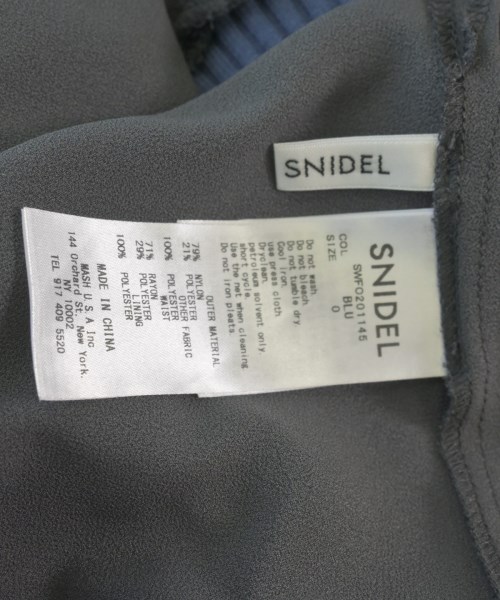 SNIDEL
SNIDEL
SWFO201145
COL BLU
SIZE 0
Do not wash
Do not bleach
Do not tumble dry
Cool iron
use press cloth
Dryclean
petroleum solvent only
short cycle.
Use the net when cleaning
Do not iron pleats.
OUTER MATERIAL
79% NYLON
21% POLYESTER
OTHER FABRIC
100% POLYESTER
WAIST
71% RAYON
29% POLYESTER
LINING
100% POLYESTER
MADE IN CHINA
MASH U.S.A Inc
144 Orchard St. New York.
NY 10002
TEL 917 409 5520